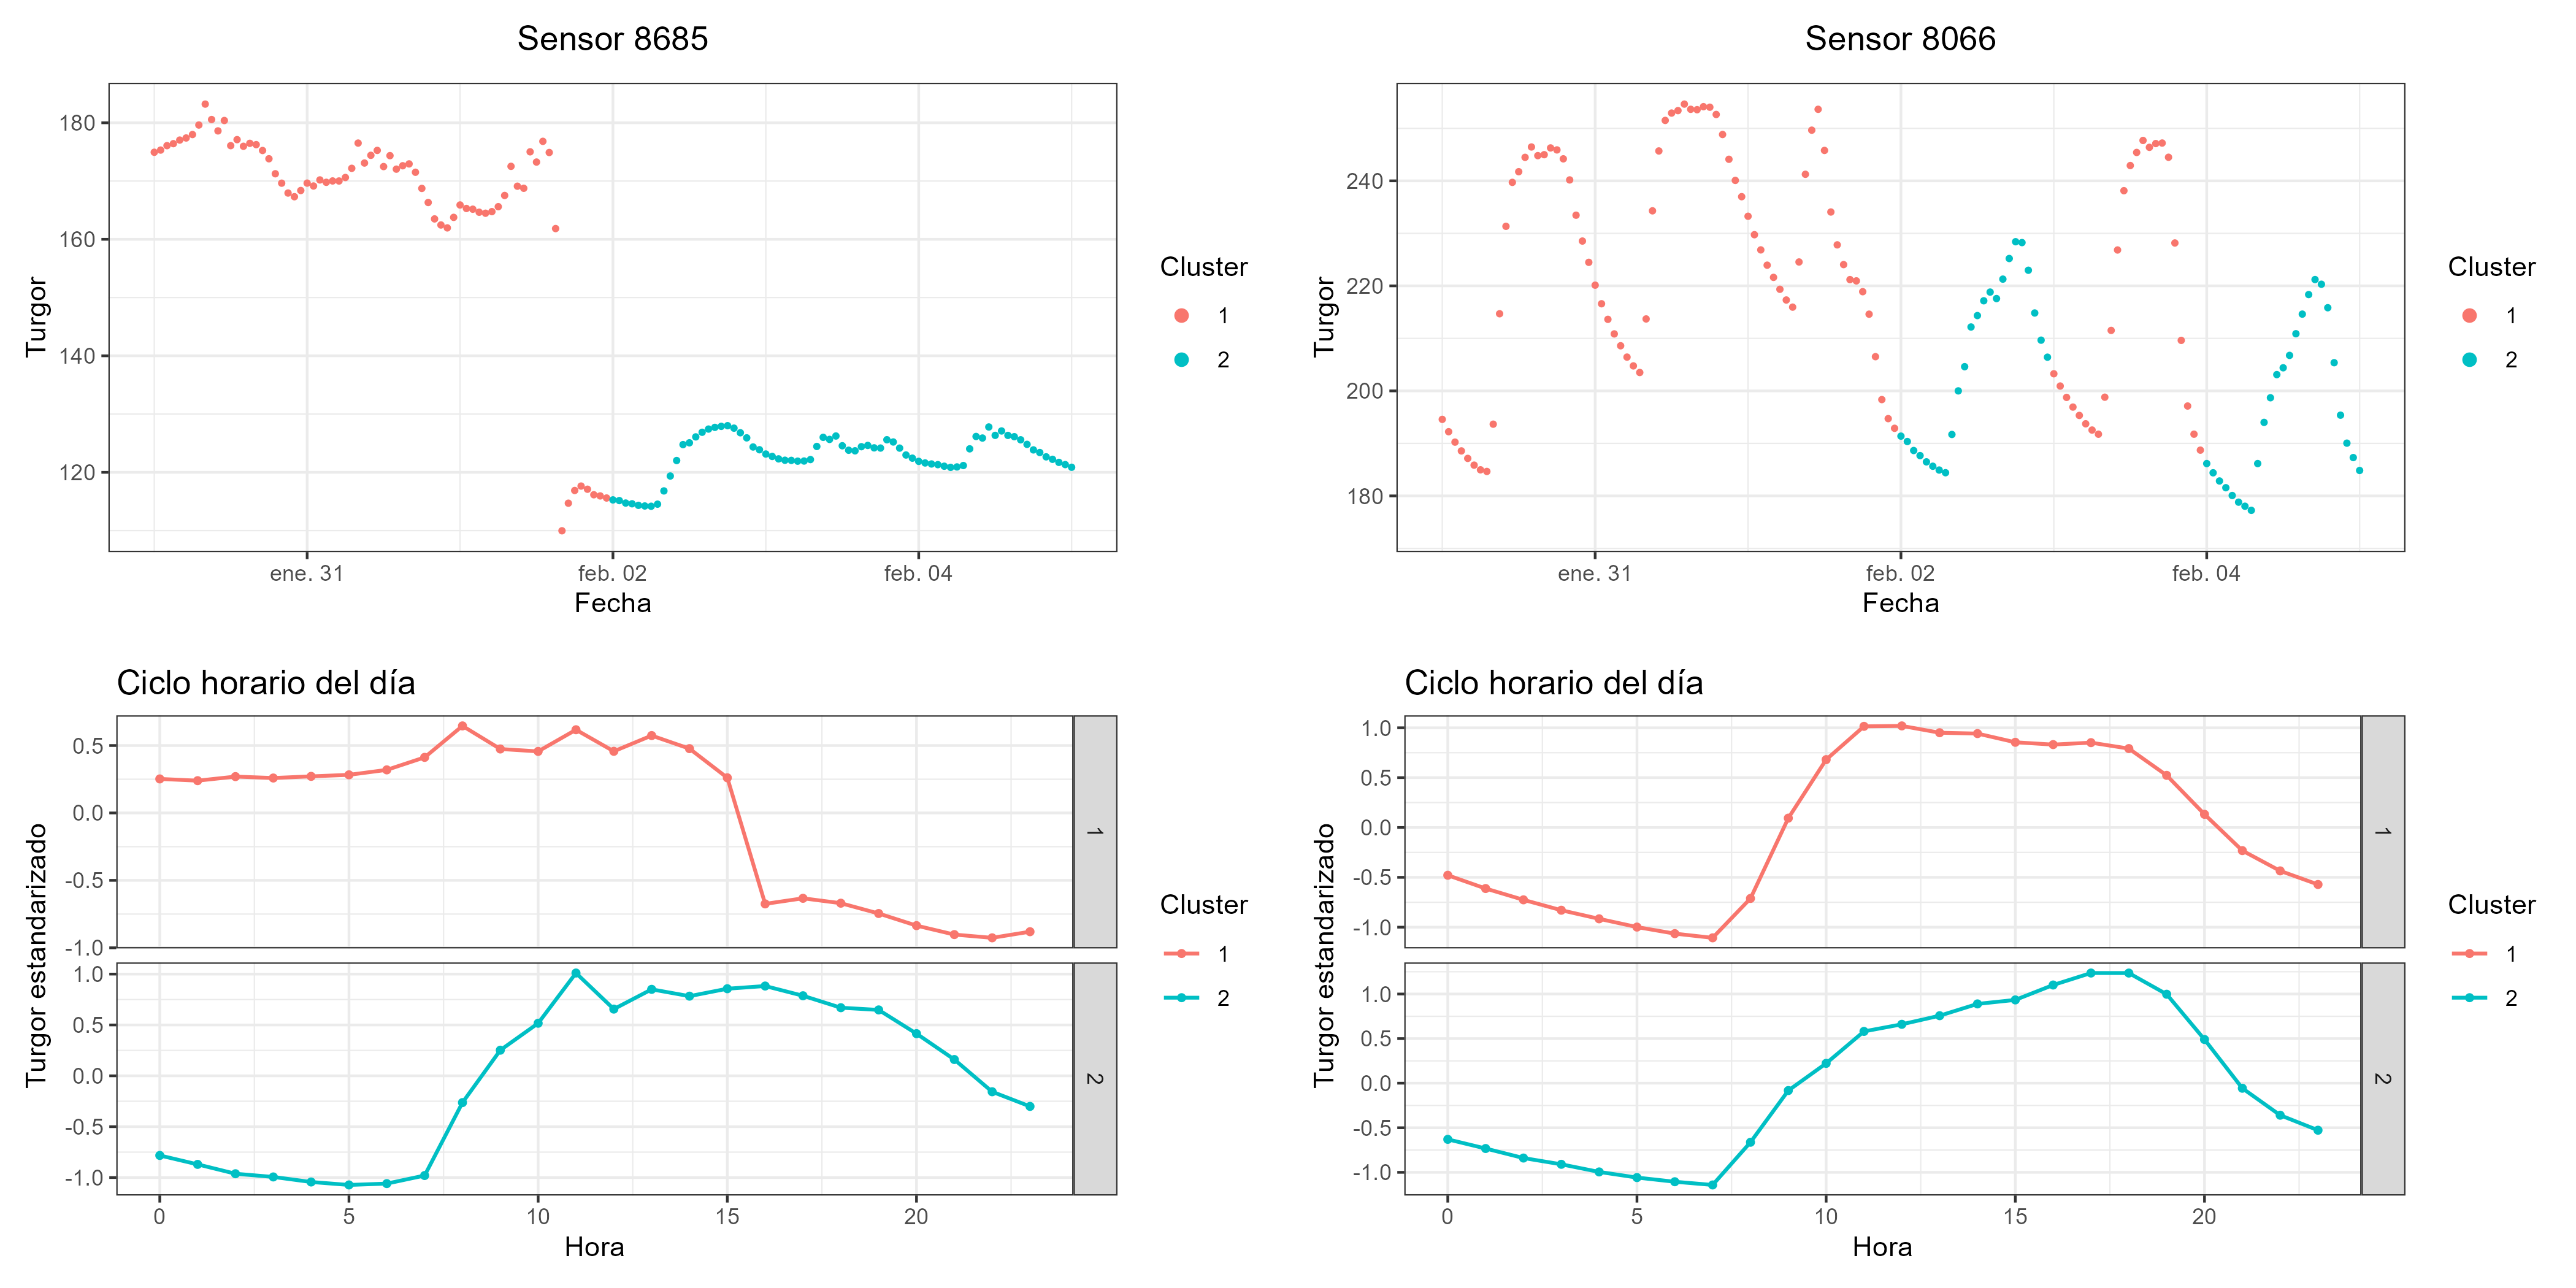 Sensor 8685
180
160
140
120
Turgor
ene. 31
feb. 02
feb. 04
Fecha
Cluster
1
2
Sensor 8066
240
220
200
180
Turgor
ene. 31
feb. 02
feb. 04
Fecha
Cluster
1
2
Ciclo horario del día
0.5
0.0
-0.5
-1.0
1
1.0
0.5
0.0
-0.5
-1.0
2
Turgor estandarizado
0
5
10
15
20
Hora
Cluster
1
2
Ciclo horario del día
1.0
0.5
0.0
-0.5
-1.0
1
1.0
0.5
0.0
-0.5
-1.0
2
Turgor estandarizado
0
5
10
15
20
Hora
Cluster
1
2